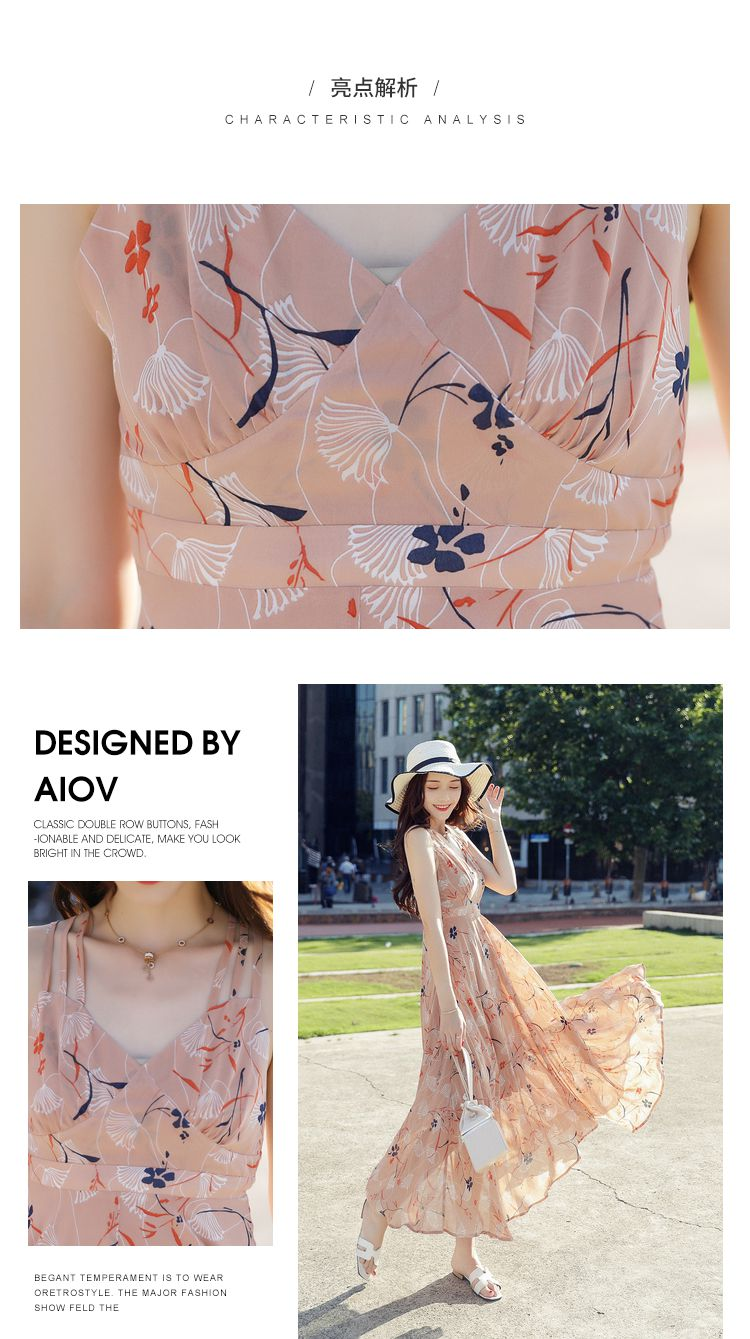 / 亮点解析 /
CHARACTERISTIC ANALYSIS
DESIGNED BY
AIOV
CLASSIC DOUBLE ROW BUTTONS, FASH
-IONABLE AND DELICATE, MAKE YOU LOOK
BRIGHT IN THE CROWD.
BEGANT TEMPERAMENT IS TO WEAR
ORETROSTYLE. THE MAJOR FASHION
SHOW FELD THE